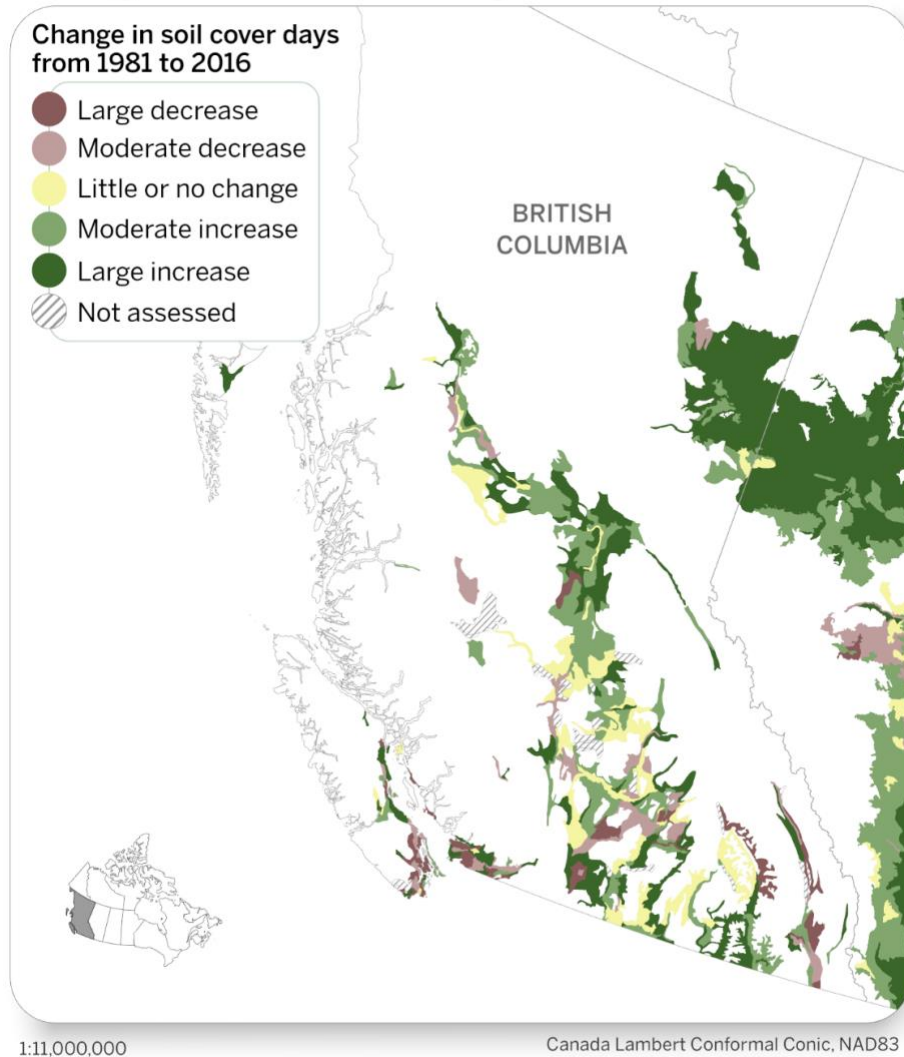 Change in soil cover days
from 1981 to 2016
Large decrease
Moderate decrease
Little or no change
Moderate increase
Large increase
Not assessed
BRITISH
COLUMBIA
1:11,000,000
Canada Lambert Conformal Conic, NAD83